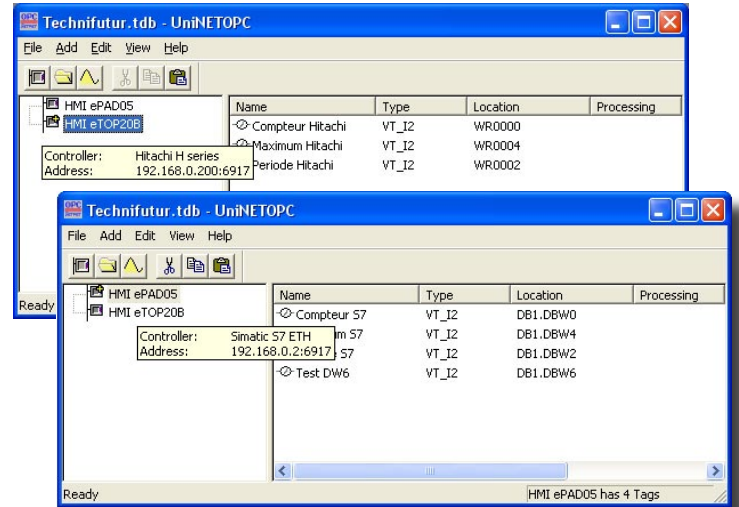 Technifutur.tdb - UniNETOPC
File Add Edit View Help
HMI ePAD05
HMI eTOP20B
Name Type Location Processing
Compteur Hitachi VT_I2 WR0000
Maximum Hitachi VT_I2 WR0004
Periode Hitachi VT_I2 WR0002
Controller: Hitachi H series
Address: 192.168.0.200:6917
Ready
OPC
Technifutur.tdb - UniNETOPC
File Add Edit View Help
HMI ePAD05
HMI eTOP20B
Name Type Location Processing
Compteur S7 VT_I2 DB1.DBW0
m S7 VT_I2 DB1.DBW4
S7 VT_I2 DB1.DBW2
Test DW6 VT_I2 DB1.DBW6
Controller: Simatic S7 ETH
Address: 192.168.0.2:6917
Ready
HMI ePAD05 has 4 Tags